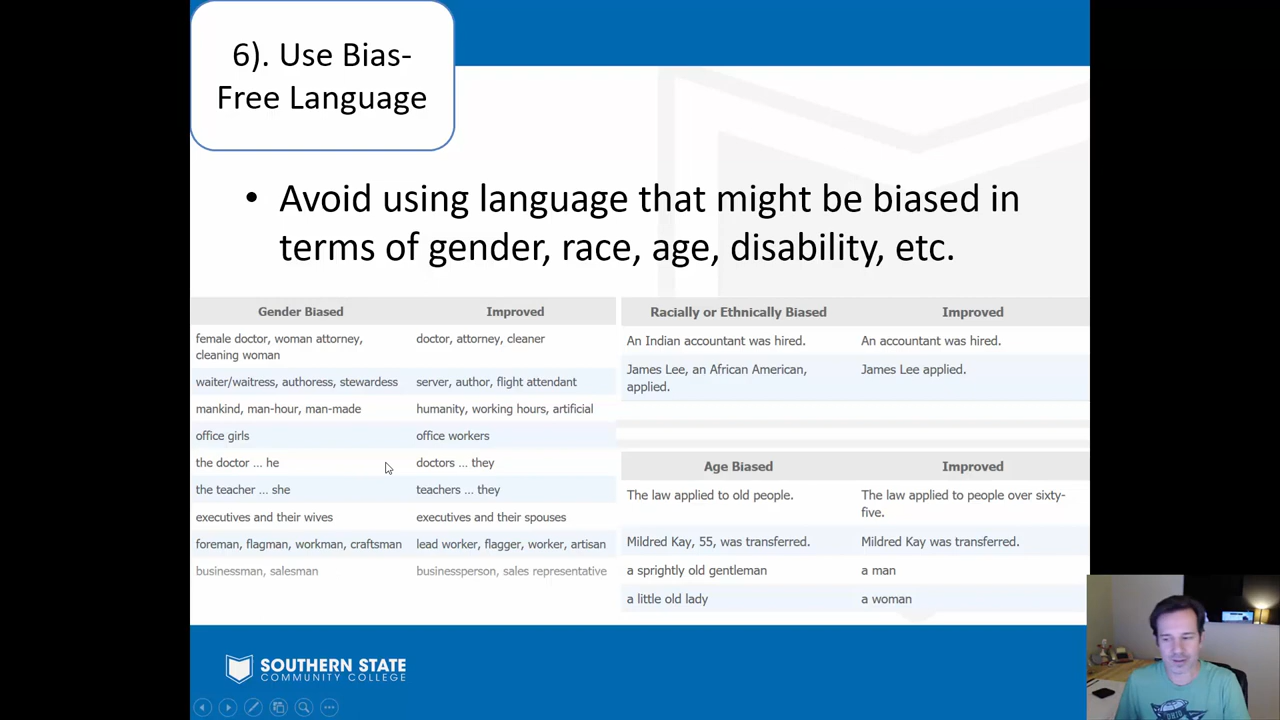 6). Use Bias-
Free Language
• Avoid using language that might be biased in
terms of gender, race, age, disability, etc.
Gender Biased Improved
female doctor, woman attorney, doctor, attorney, cleaner
cleaning woman
waiter/waitress, authoress, stewardess server, author, flight attendant
mankind, man-hour, man-made humanity, working hours, artificial
office girls office workers
the doctor ... he doctors ... they
the teacher ... she teachers ... they
executives and their wives executives and their spouses
foreman, flagman, workman, craftsman lead worker, flagger, worker, artisan
businessman, salesman businessperson, sales representative
Racially or Ethnically Biased Improved
An Indian accountant was hired. An accountant was hired.
James Lee, an African American, James Lee applied.
applied.
Age Biased Improved
The law applied to old people. The law applied to people over sixty-
five.
Mildred Kay, 55, was transferred. Mildred Kay was transferred.
a sprightly old gentleman a man
a little old lady a woman
SOUTHERN STATE
COMMUNITY COLLEGE
OHIO